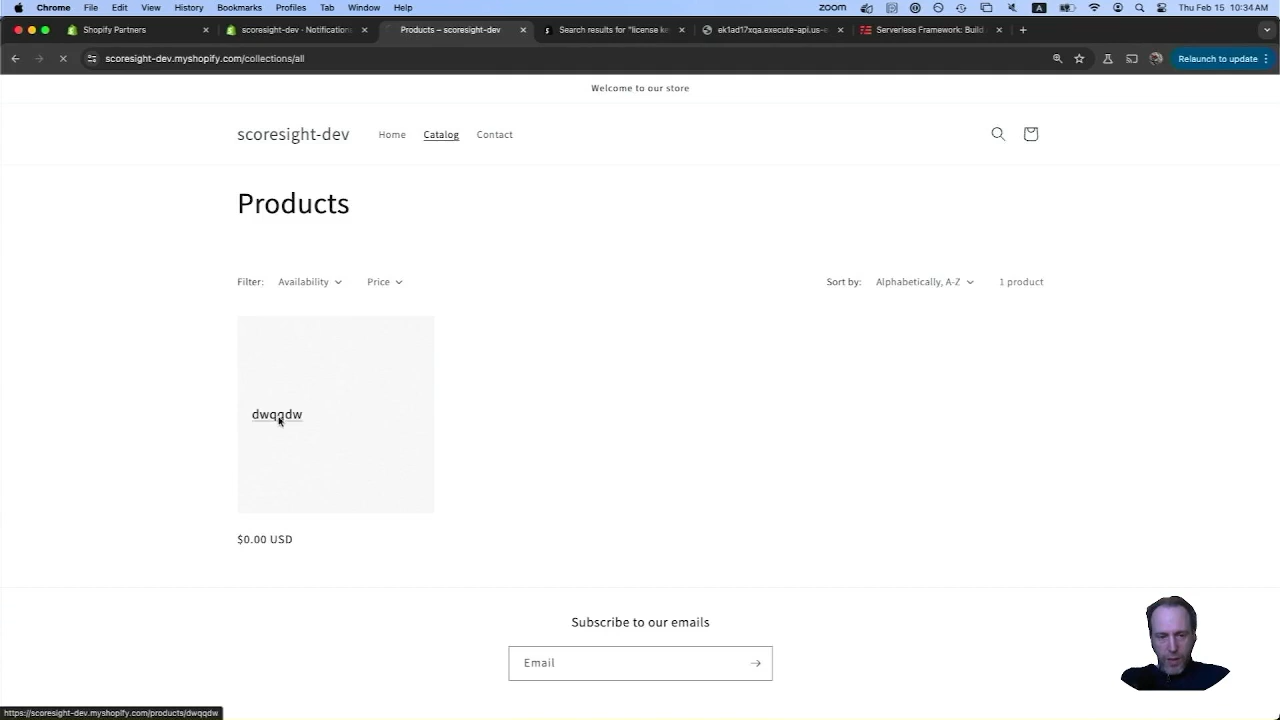 Chrome File Edit View History Bookmarks Profiles Tab Window Help zoom A Thu Feb 15 10:34 AM
Shopify Partners scoresight-dev · Notification Products – scoresight-dev Search results for "license ke ek1ad17xqa.execute-api.us-e Serverless Framework: Build
scoresight-dev.myshopify.com/collections/all Relaunch to update
Welcome to our store
scoresight-dev Home Catalog Contact
Products
Filter: Availability Price Sort by: Alphabetically, A-Z 1 product
dwqqdw
$0.00 USD
Subscribe to our emails
Email
https://scoresight-dev.myshopify.com/products/dwqqdw